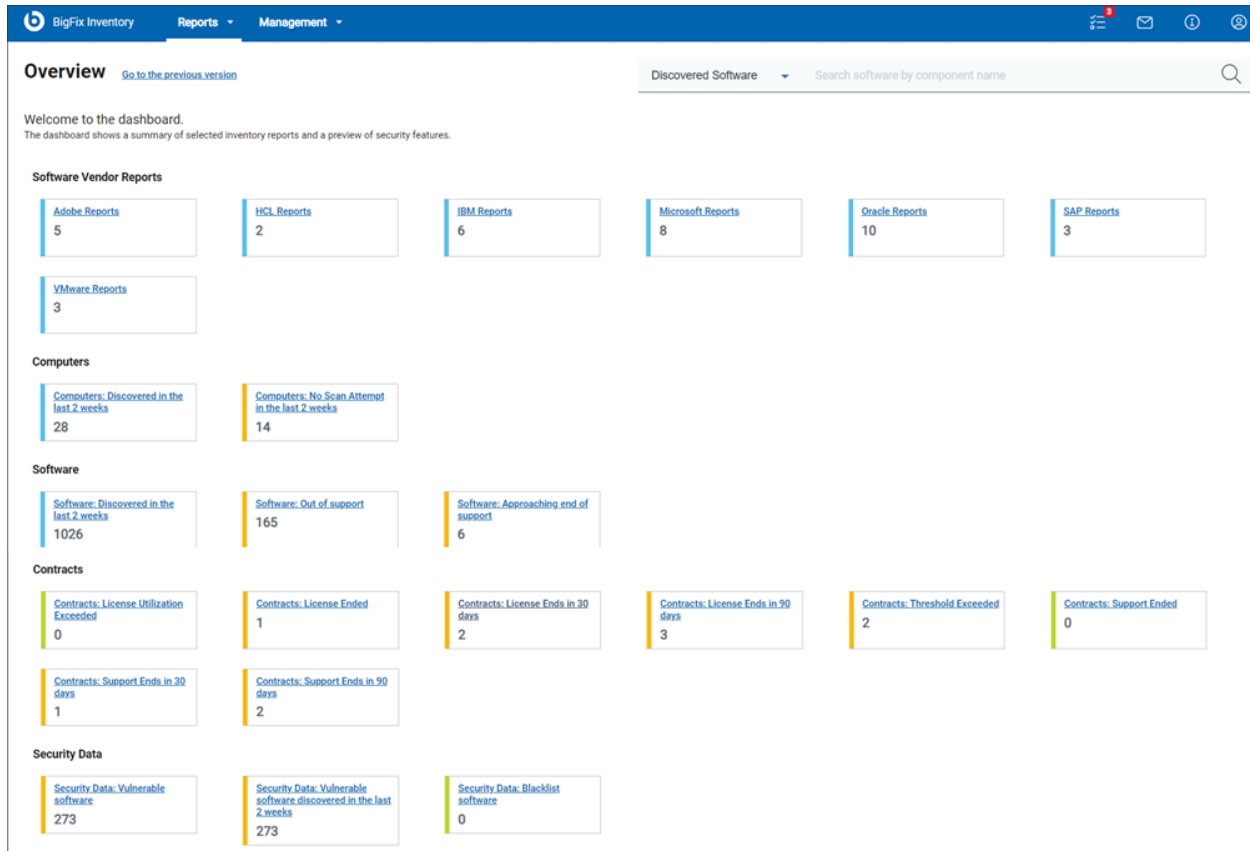 BigFix Inventory Reports Management 3
Overview Go to the previous version Discovered Software Search software by component name
Welcome to the dashboard.
The dashboard shows a summary of selected inventory reports and a preview of security features.
Software Vendor Reports
Adobe Reports
5
HCL Reports
2
IBM Reports
6
Microsoft Reports
8
Oracle Reports
10
SAP Reports
3
VMware Reports
3
Computers
Computers: Discovered in the
last 2 weeks
28
Computers: No Scan Attempt
in the last 2 weeks
14
Software
Software: Discovered in the
last 2 weeks
1026
Software: Out of support
165
Software: Approaching end of
support
6
Contracts
Contracts: License Utilization
Exceeded
0
Contracts: License Ended
1
Contracts: License Ends in 30
days
2
Contracts: License Ends in 90
days
3
Contracts: Threshold Exceeded
2
Contracts: Support Ended
0
Contracts: Support Ends in 30
days
1
Contracts: Support Ends in 90
days
2
Security Data
Security Data: Vulnerable
software
273
Security Data: Vulnerable
software discovered in the last
2 weeks
273
Security Data: Blacklist
software
0